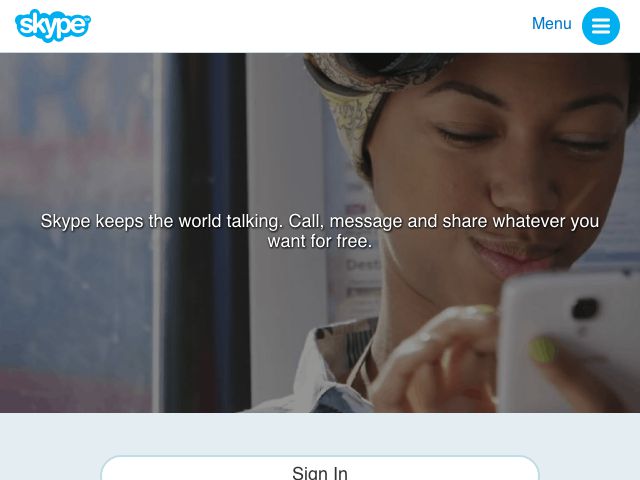 skype
Menu
Skype keeps the world talking. Call, message and share whatever you
want for free.
Sign In